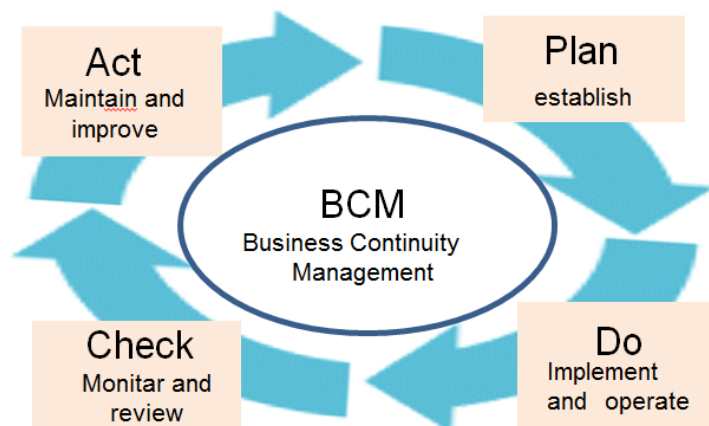 Act
Maintain and
improve
Plan
establish
BCM
Business Continuity
Management
Check
Monitar and
review
Do
Implement
and operate